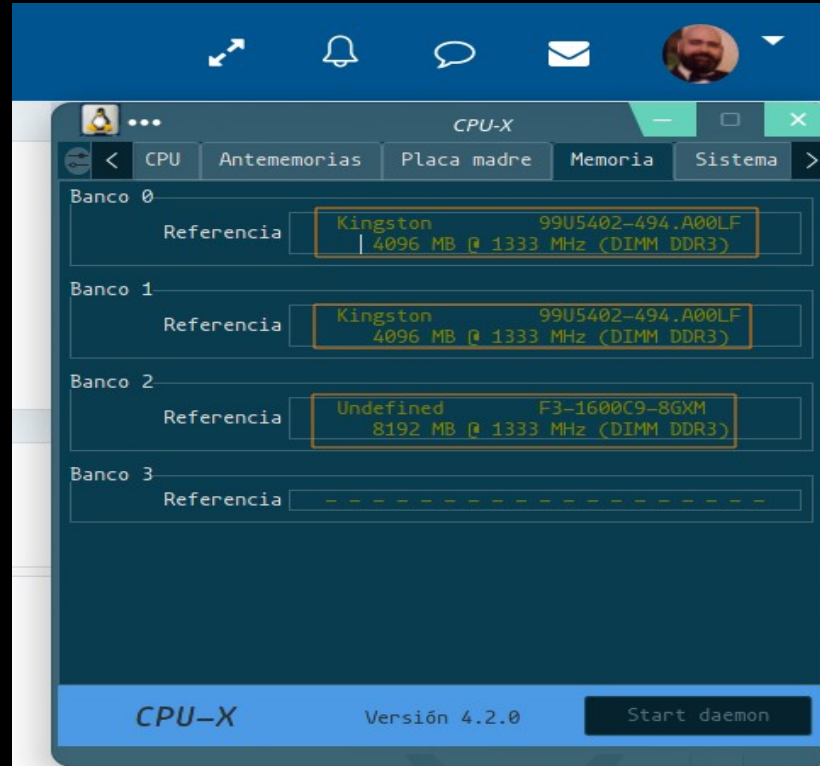 CPU-X
< CPU Antememorias Placa madre Memoria Sistema >
Banco 0
Referencia Kingston 99U5402-494.A00LF
4096 MB @ 1333 MHz (DIMM DDR3)
Banco 1
Referencia Kingston 99U5402-494.A00LF
4096 MB @ 1333 MHz (DIMM DDR3)
Banco 2
Referencia Undefined F3-1600C9-8GXM
8192 MB @ 1333 MHz (DIMM DDR3)
Banco 3
Referencia - - - - - - - - - - - - - - - - - - - -
CPU-X Versión 4.2.0 Start daemon